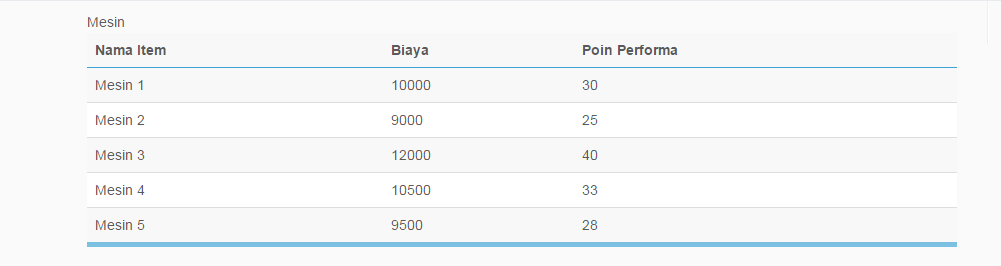 Mesin
Nama Item Biaya Poin Performa
Mesin 1 10000 30
Mesin 2 9000 25
Mesin 3 12000 40
Mesin 4 10500 33
Mesin 5 9500 28